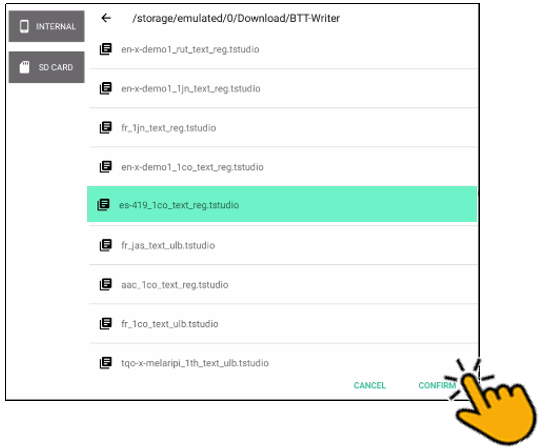 INTERNAL
SD CARD
/storage/emulated/0/Download/BTT-Writer
en-x-demo1_rut_text_reg.tstudio
en-x-demo1_1jn_text_reg.tstudio
fr_1jn_text_reg.tstudio
en-x-demo1_1co_text_reg.tstudio
es-419_1co_text_reg.tstudio
fr_jas_text_ulb.tstudio
aac_1co_text_reg.tstudio
fr_1co_text_ulb.tstudio
tqo-x-melaripi_1th_text_ulb.tstudio
CANCEL CONFIRM